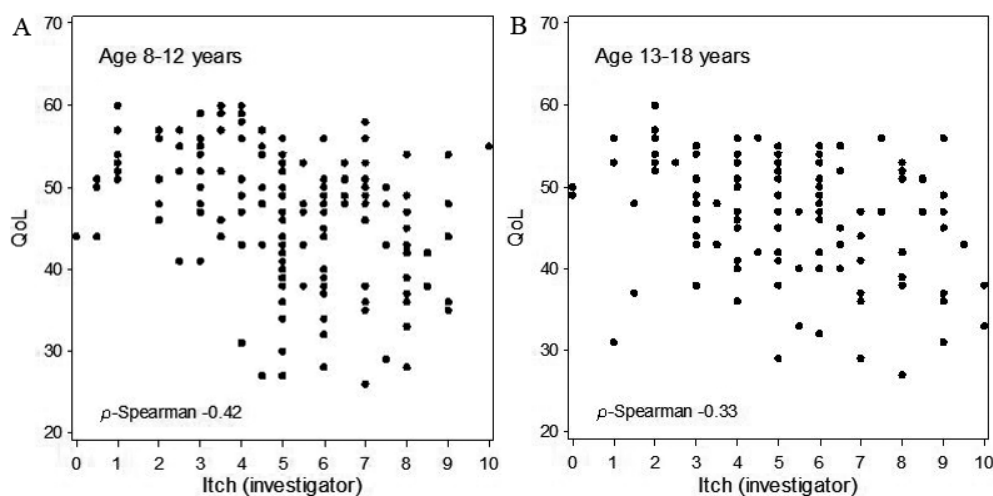 A
70
60
50
40
30
20
QoL
Age 8-12 years
ρ-Spearman -0.42
0 1 2 3 4 5 6 7 8 9 10
Itch (investigator)
B
70
60
50
40
30
20
QoL
Age 13-18 years
ρ-Spearman -0.33
0 1 2 3 4 5 6 7 8 9 10
Itch (investigator)